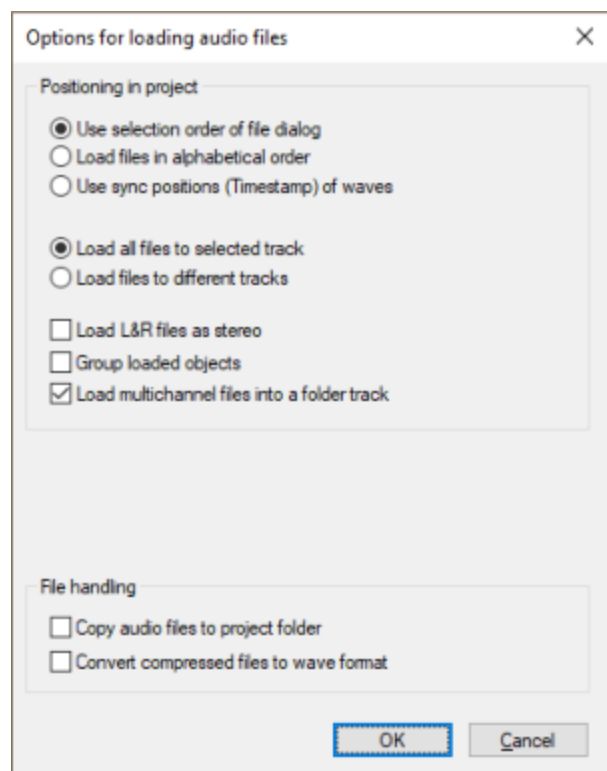 Options for loading audio files
Positioning in project
Use selection order of file dialog
Load files in alphabetical order
Use sync positions (Timestamp) of waves
Load all files to selected track
Load files to different tracks
Load L&R files as stereo
Group loaded objects
Load multichannel files into a folder track
File handling
Copy audio files to project folder
Convert compressed files to wave format
OK Cancel